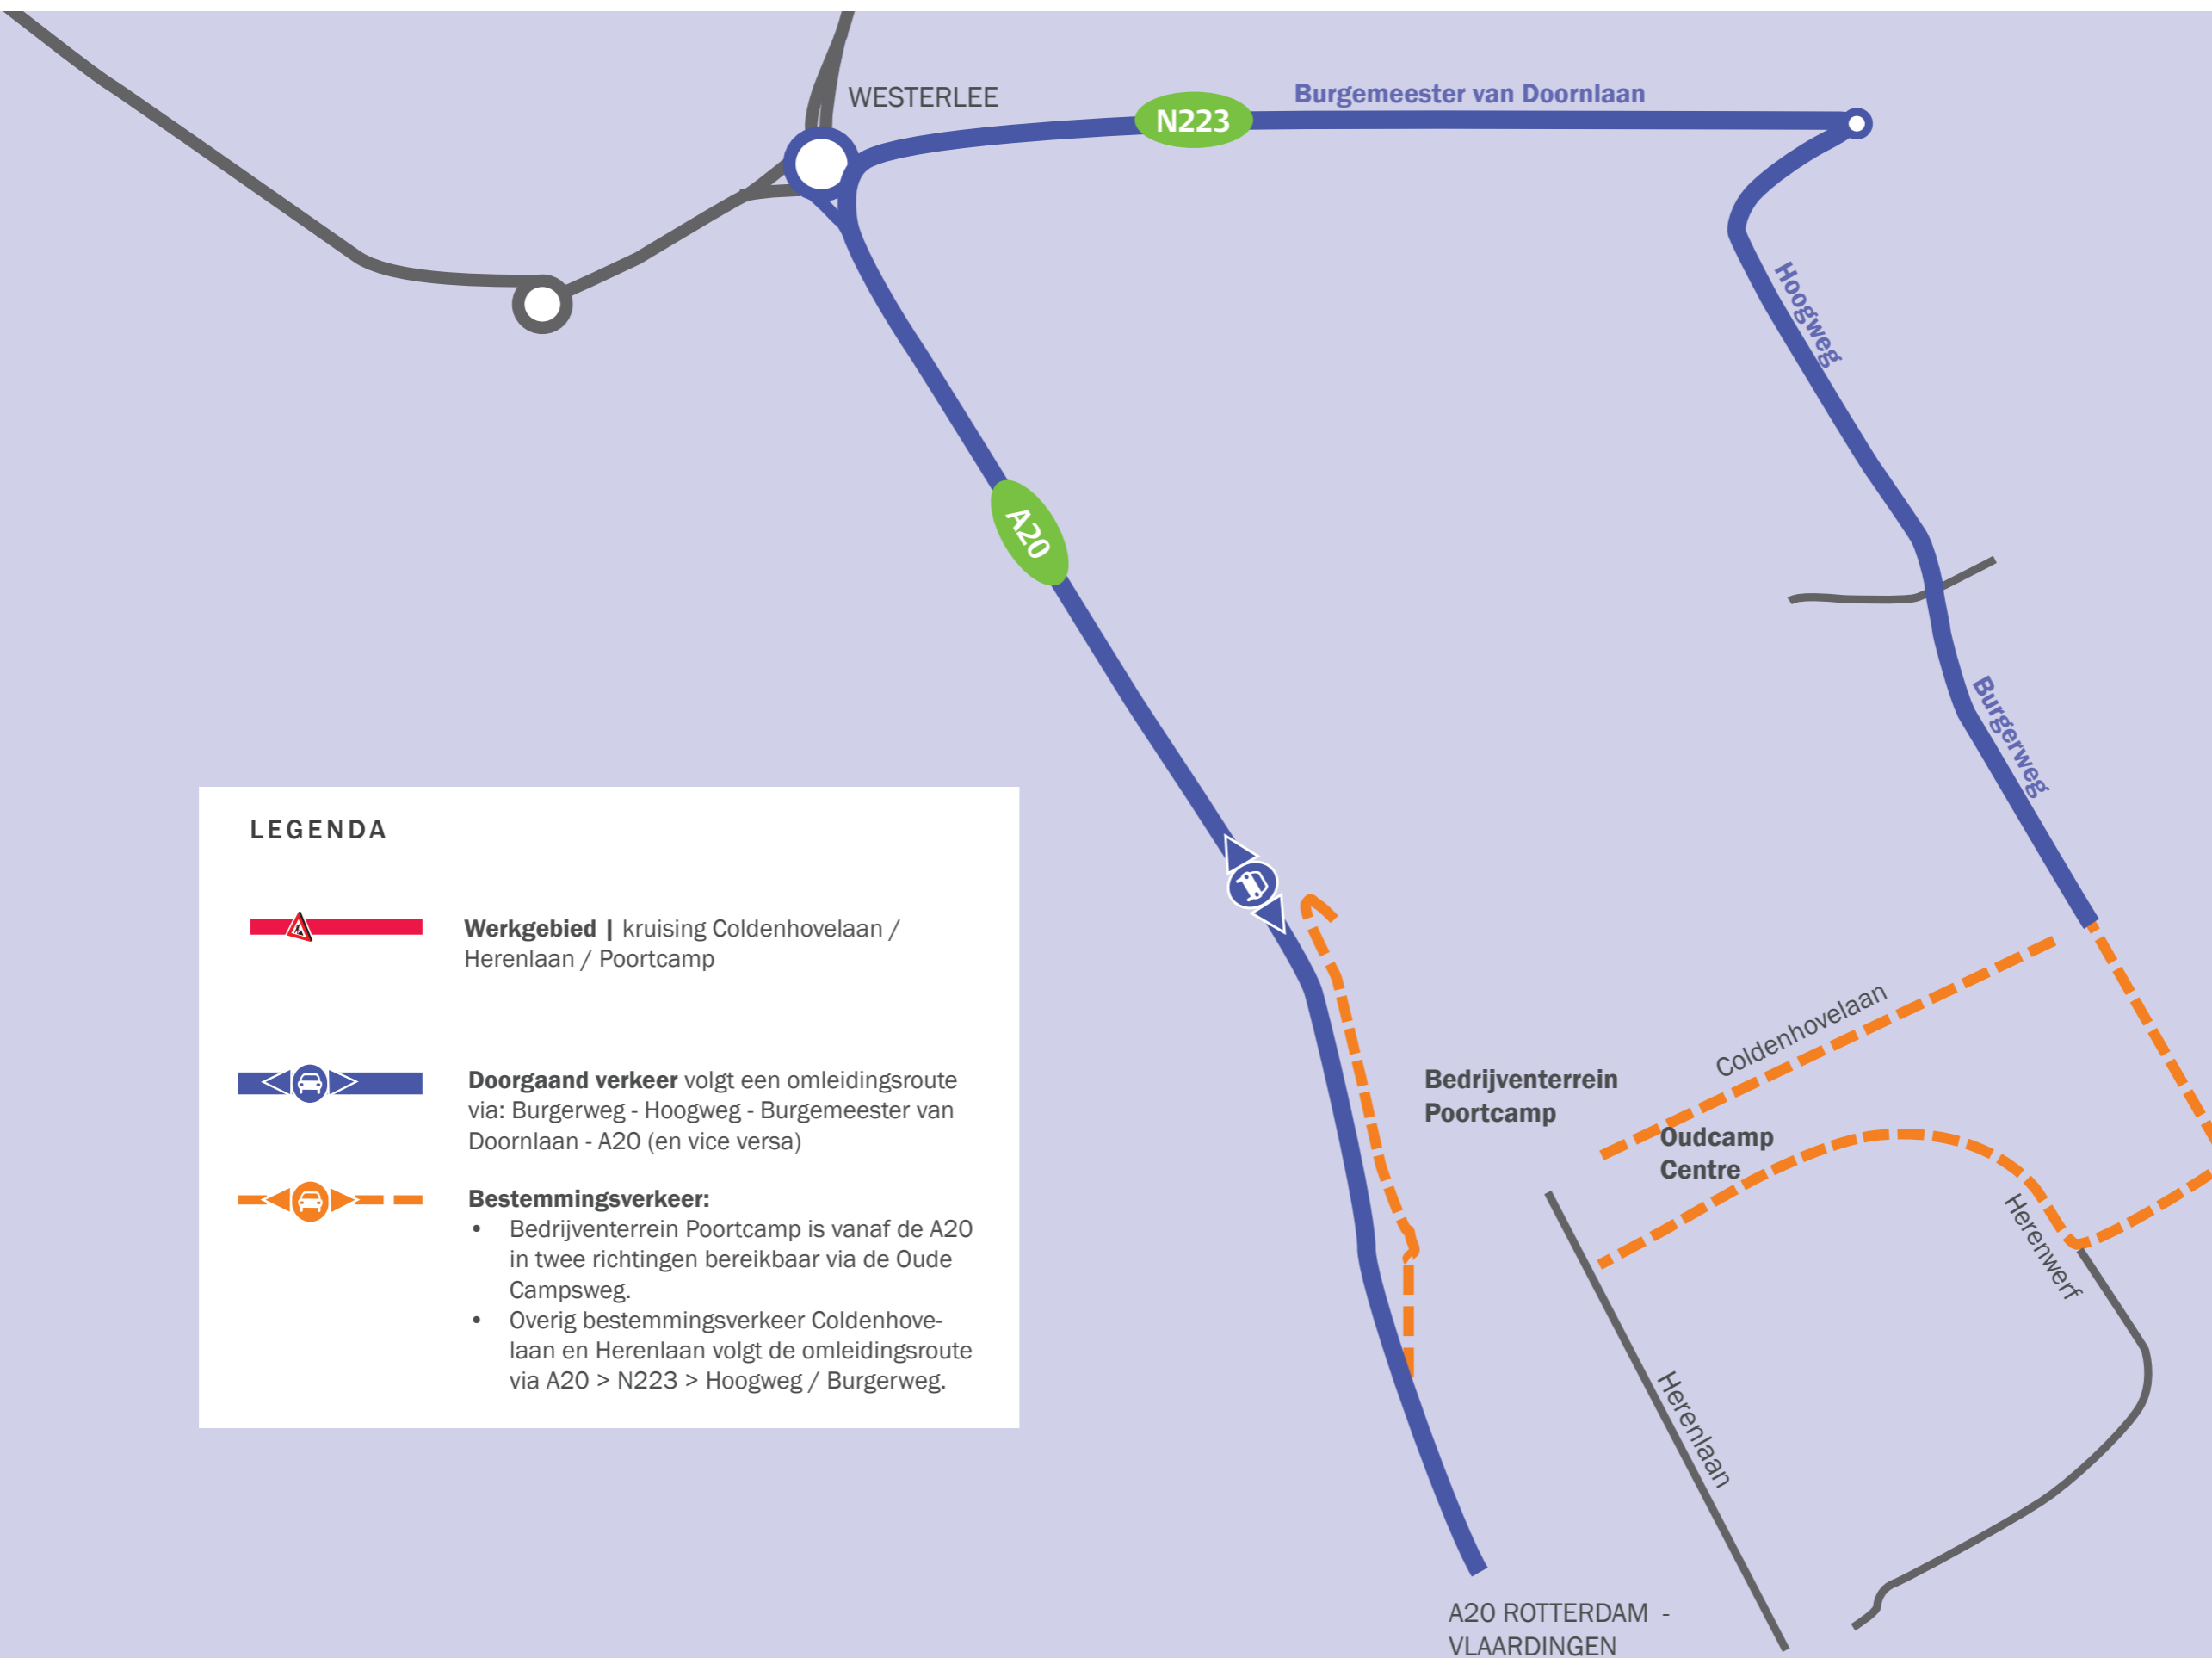 WESTERLEE
N223
Burgemeester van Doornlaan
Hoogweg
A20
Burgerweg
LEGENDA
Werkgebied | kruising Coldenhovelaan /
Herenlaan / Poortcamp
Doorgaand verkeer volgt een omleidingsroute
via: Burgerweg - Hoogweg - Burgemeester van
Doornlaan - A20 (en vice versa)
Bestemmingsverkeer:
• Bedrijventerrein Poortcamp is vanaf de A20
in twee richtingen bereikbaar via de Oude
Campsweg.
• Overig bestemmingsverkeer Coldenhove-
laan en Herenlaan volgt de omleidingsroute
via A20 > N223 > Hoogweg / Burgerweg.
Coldenhovelaan
Bedrijventerrein
Poortcamp
Oudcamp
Centre
Herenwerf
Herenlaan
A20 ROTTERDAM -
VLAARDINGEN